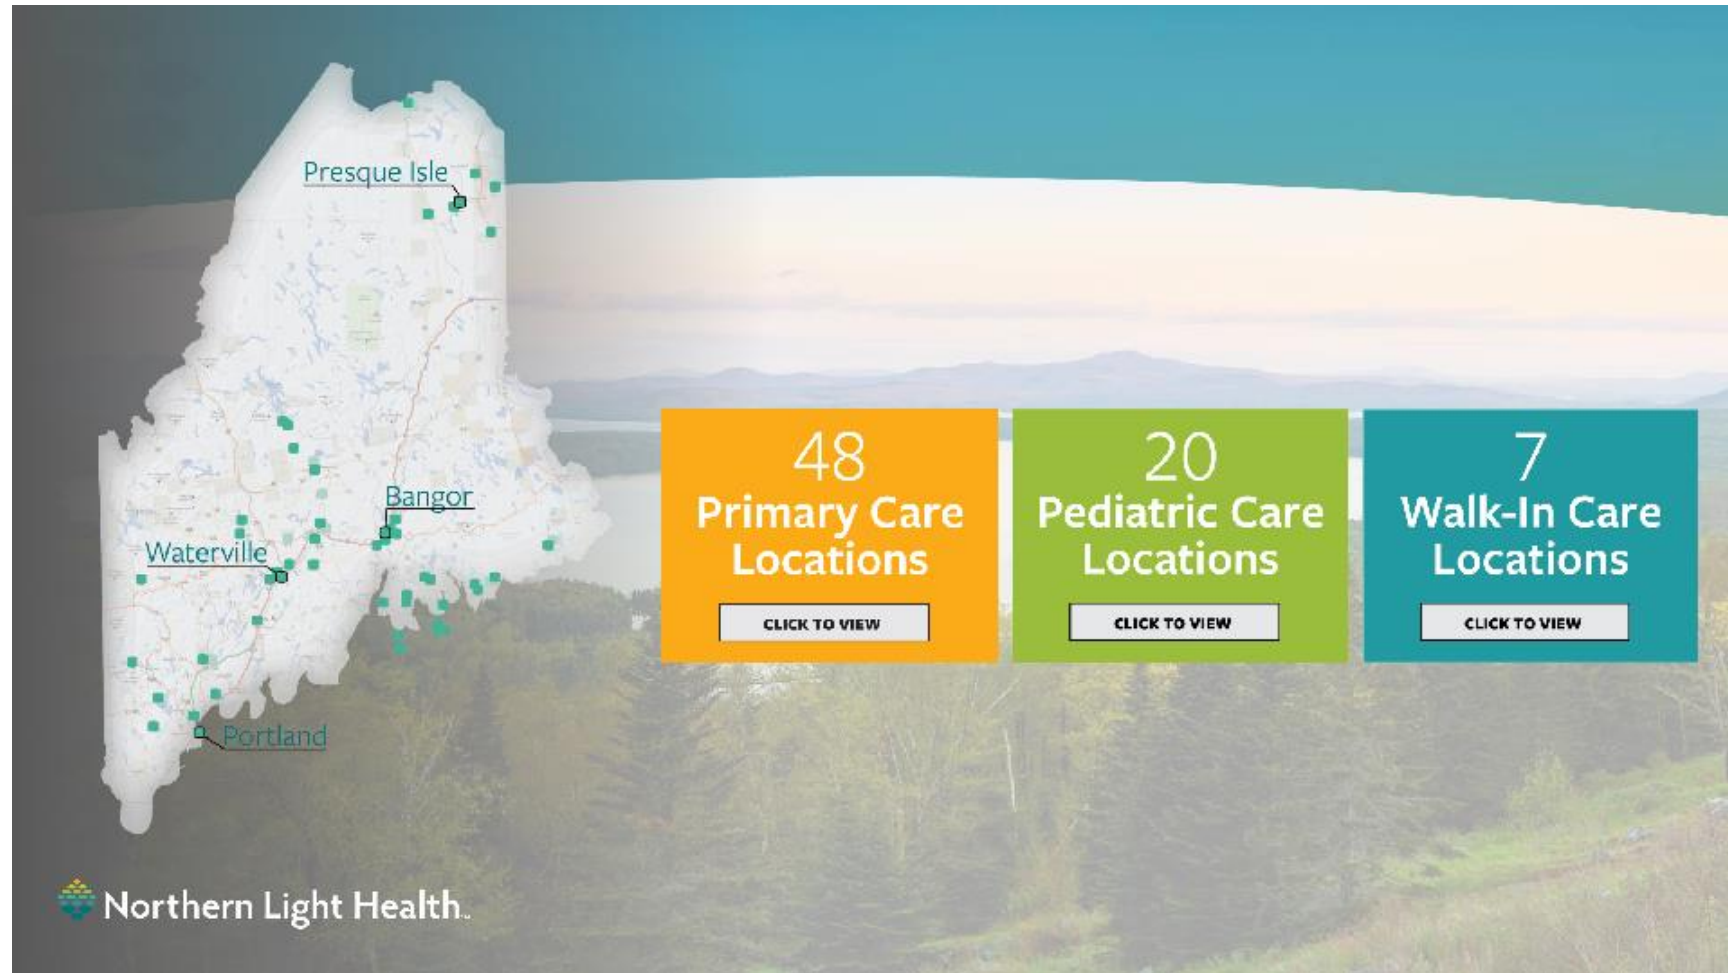 Presque Isle
Bangor
Waterville
Portland
48
Primary Care
Locations
CLICK TO VIEW
20
Pediatric Care
Locations
CLICK TO VIEW
7
Walk-In Care
Locations
CLICK TO VIEW
Northern Light Health